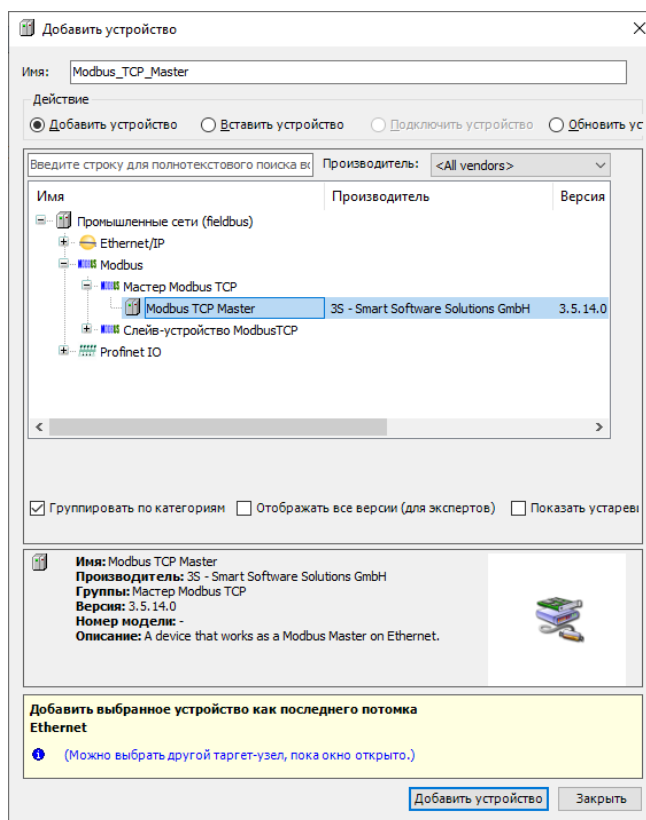 Добавить устройство
Имя: Modbus_TCP_Master
Действие
Добавить устройство Вставить устройство Подключить устройство Обновить ус
Введите строку для полнотекстового поиска во Производитель: <All vendors>
Имя Производитель Версия
Промышленные сети (fieldbus)
Ethernet/IP
Modbus
Мастер Modbus TCP
Modbus TCP Master 3S - Smart Software Solutions GmbH 3.5.14.0
Слейв-устройство ModbusTCP
Profinet IO
Группировать по категориям Отображать все версии (для экспертов) Показать устареві
Имя: Modbus TCP Master
Производитель: 3S - Smart Software Solutions GmbH
Группы: Мастер Modbus TCP
Версия: 3.5.14.0
Номер модели: -
Описание: A device that works as a Modbus Master on Ethernet.
Добавить выбранное устройство как последнего потомка
Ethernet
(Можно выбрать другой таргет-узел, пока окно открыто.)
Добавить устройство Закрыть